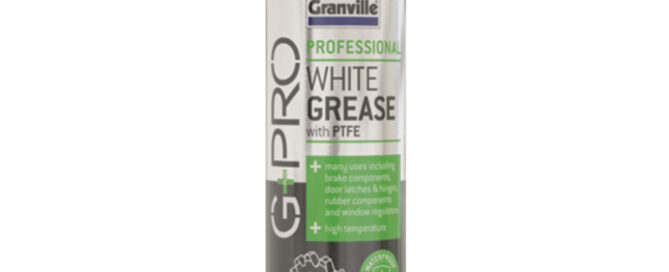 Granville
PROFESSIONAL
WHITE
GREASE
with PTFE
G+PRO
+ many uses including
brake components,
door latches & hinges,
rubber components
and window regulators
+ high temperature
WATERPROOF